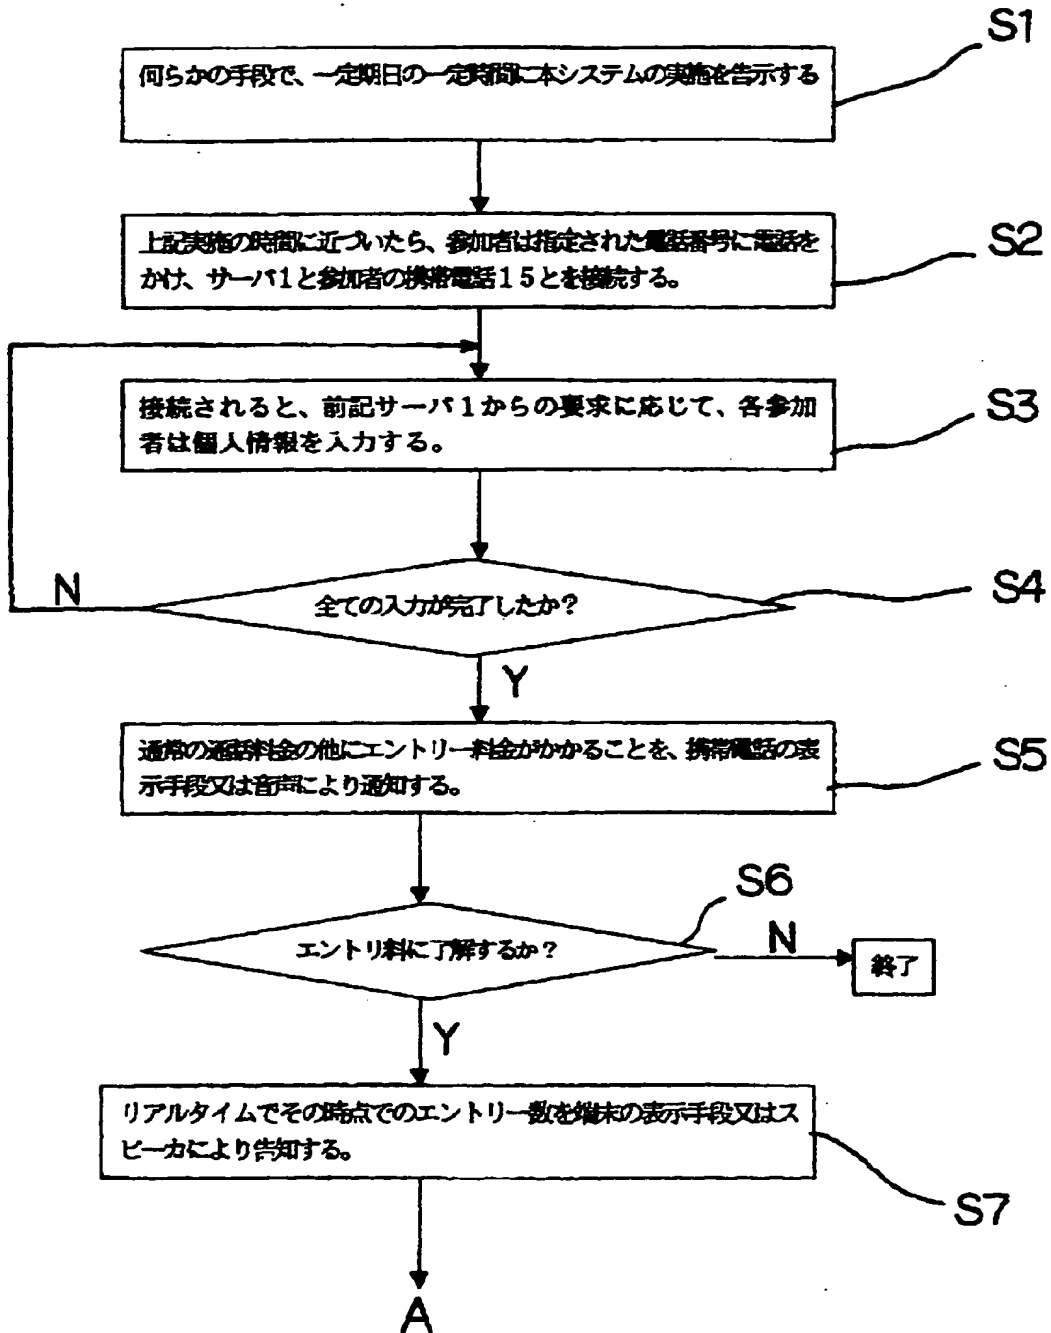 S1
何らかの手段で、一定期日の一定時間に本システムの実施を告示する
S2
上記実施の時間に近づいたら、参加者は指定された電話番号に電話を
かけ、サーバ1と参加者の携帯電話15とを接続する。
S3
接続されると、前記サーバ1からの要求に応じて、各参加
者は個人情報を入力する。
S4
全ての入力が完了したか?
N
Y
S5
通常の通話料金の他にエントリー料金がかかることを、携帯電話の表
示手段又は音声により通知する。
S6
エントリ料に了解するか?
N
終了
Y
リアルタイムでその時点でのエントリー数を端末の表示手段又はス
ピーカにより告知する。
S7
A